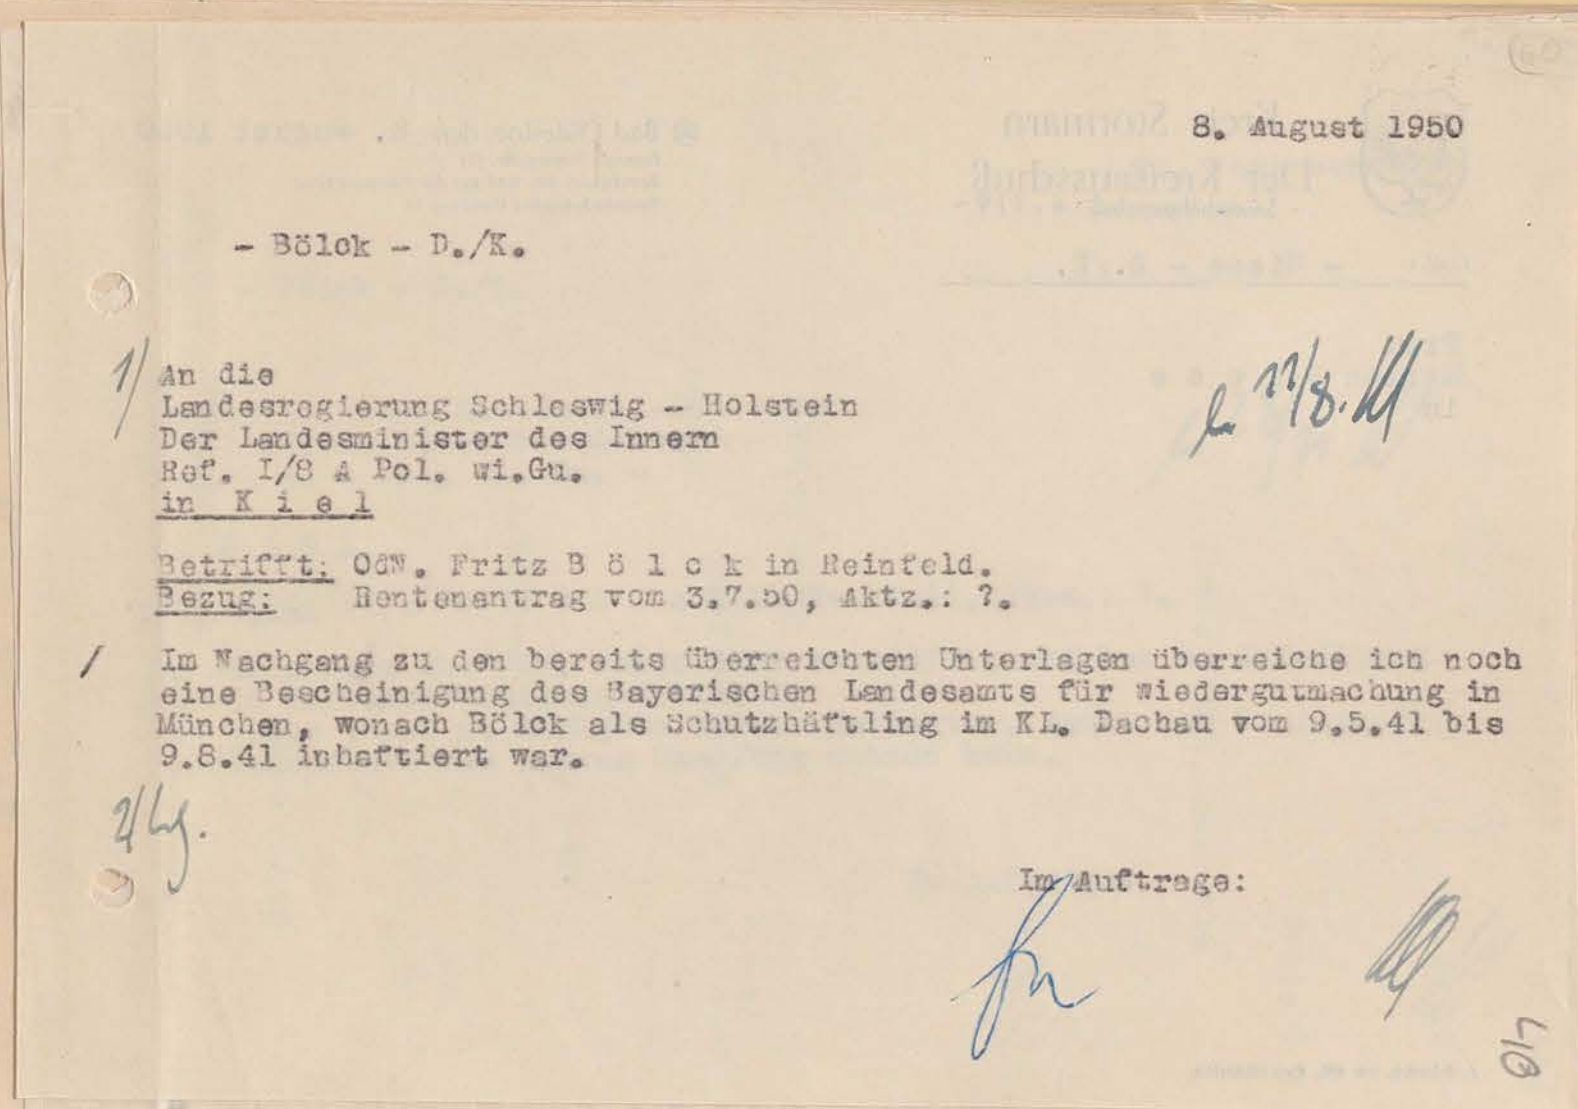 8. August 1950
- Bölck - D./K.
1/ An die
Landesregierung Schleswig - Holstein
Der Landesminister des Innern
Ref. I/8 A Pol. wi.Gu.
in K i e l
11/8.
Betrifft: OdN. Fritz B ö l c k in Reinfeld.
Bezug: Rentenantrag vom 3.7.50, Aktz.: ?.
/ Im Nachgang zu den bereits überreichten Unterlagen überreiche ich noch
eine Bescheinigung des Bayerischen Landesamts für Wiedergutmachung in
München, wonach Bölck als Schutzhäftling im KL. Dachau vom 9.5.41 bis
9.8.41 inhaftiert war.
2/
Im Auftrage: